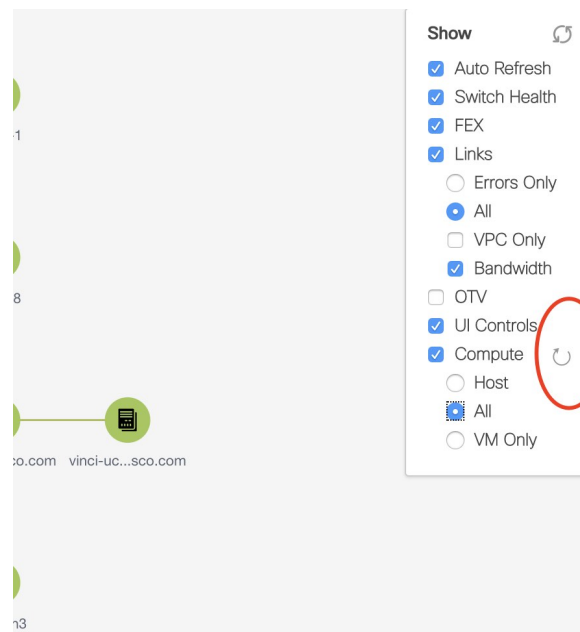 Show
Auto Refresh
1
Switch Health
FEX
Links
Errors Only
All
VPC Only
Bandwidth
8
OTV
UI Controls
Compute
Host
All
VM Only
co.com vinci-uc...sco.com
n3